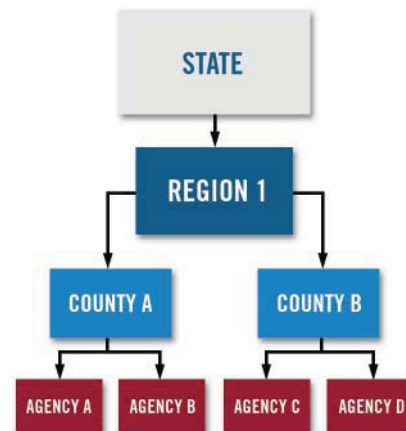 STATE
REGION 1
COUNTY A
COUNTY B
AGENCY A
AGENCY B
AGENCY C
AGENCY D